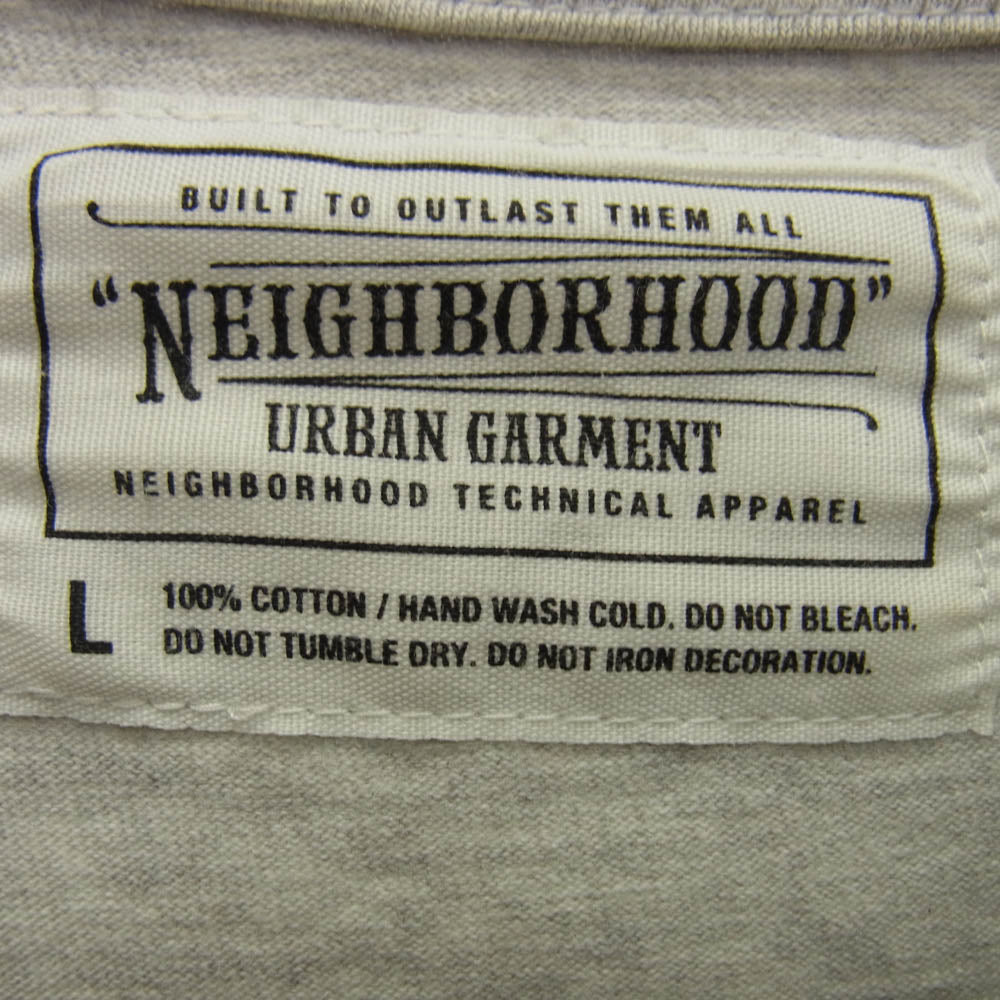 BUILT TO OUTLAST THEM ALL
"NEIGHBORHOOD"
URBAN GARMENT
NEIGHBORHOOD TECHNICAL APPAREL
L
100% COTTON / HAND WASH COLD. DO NOT BLEACH.
DO NOT TUMBLE DRY. DO NOT IRON DECORATION.